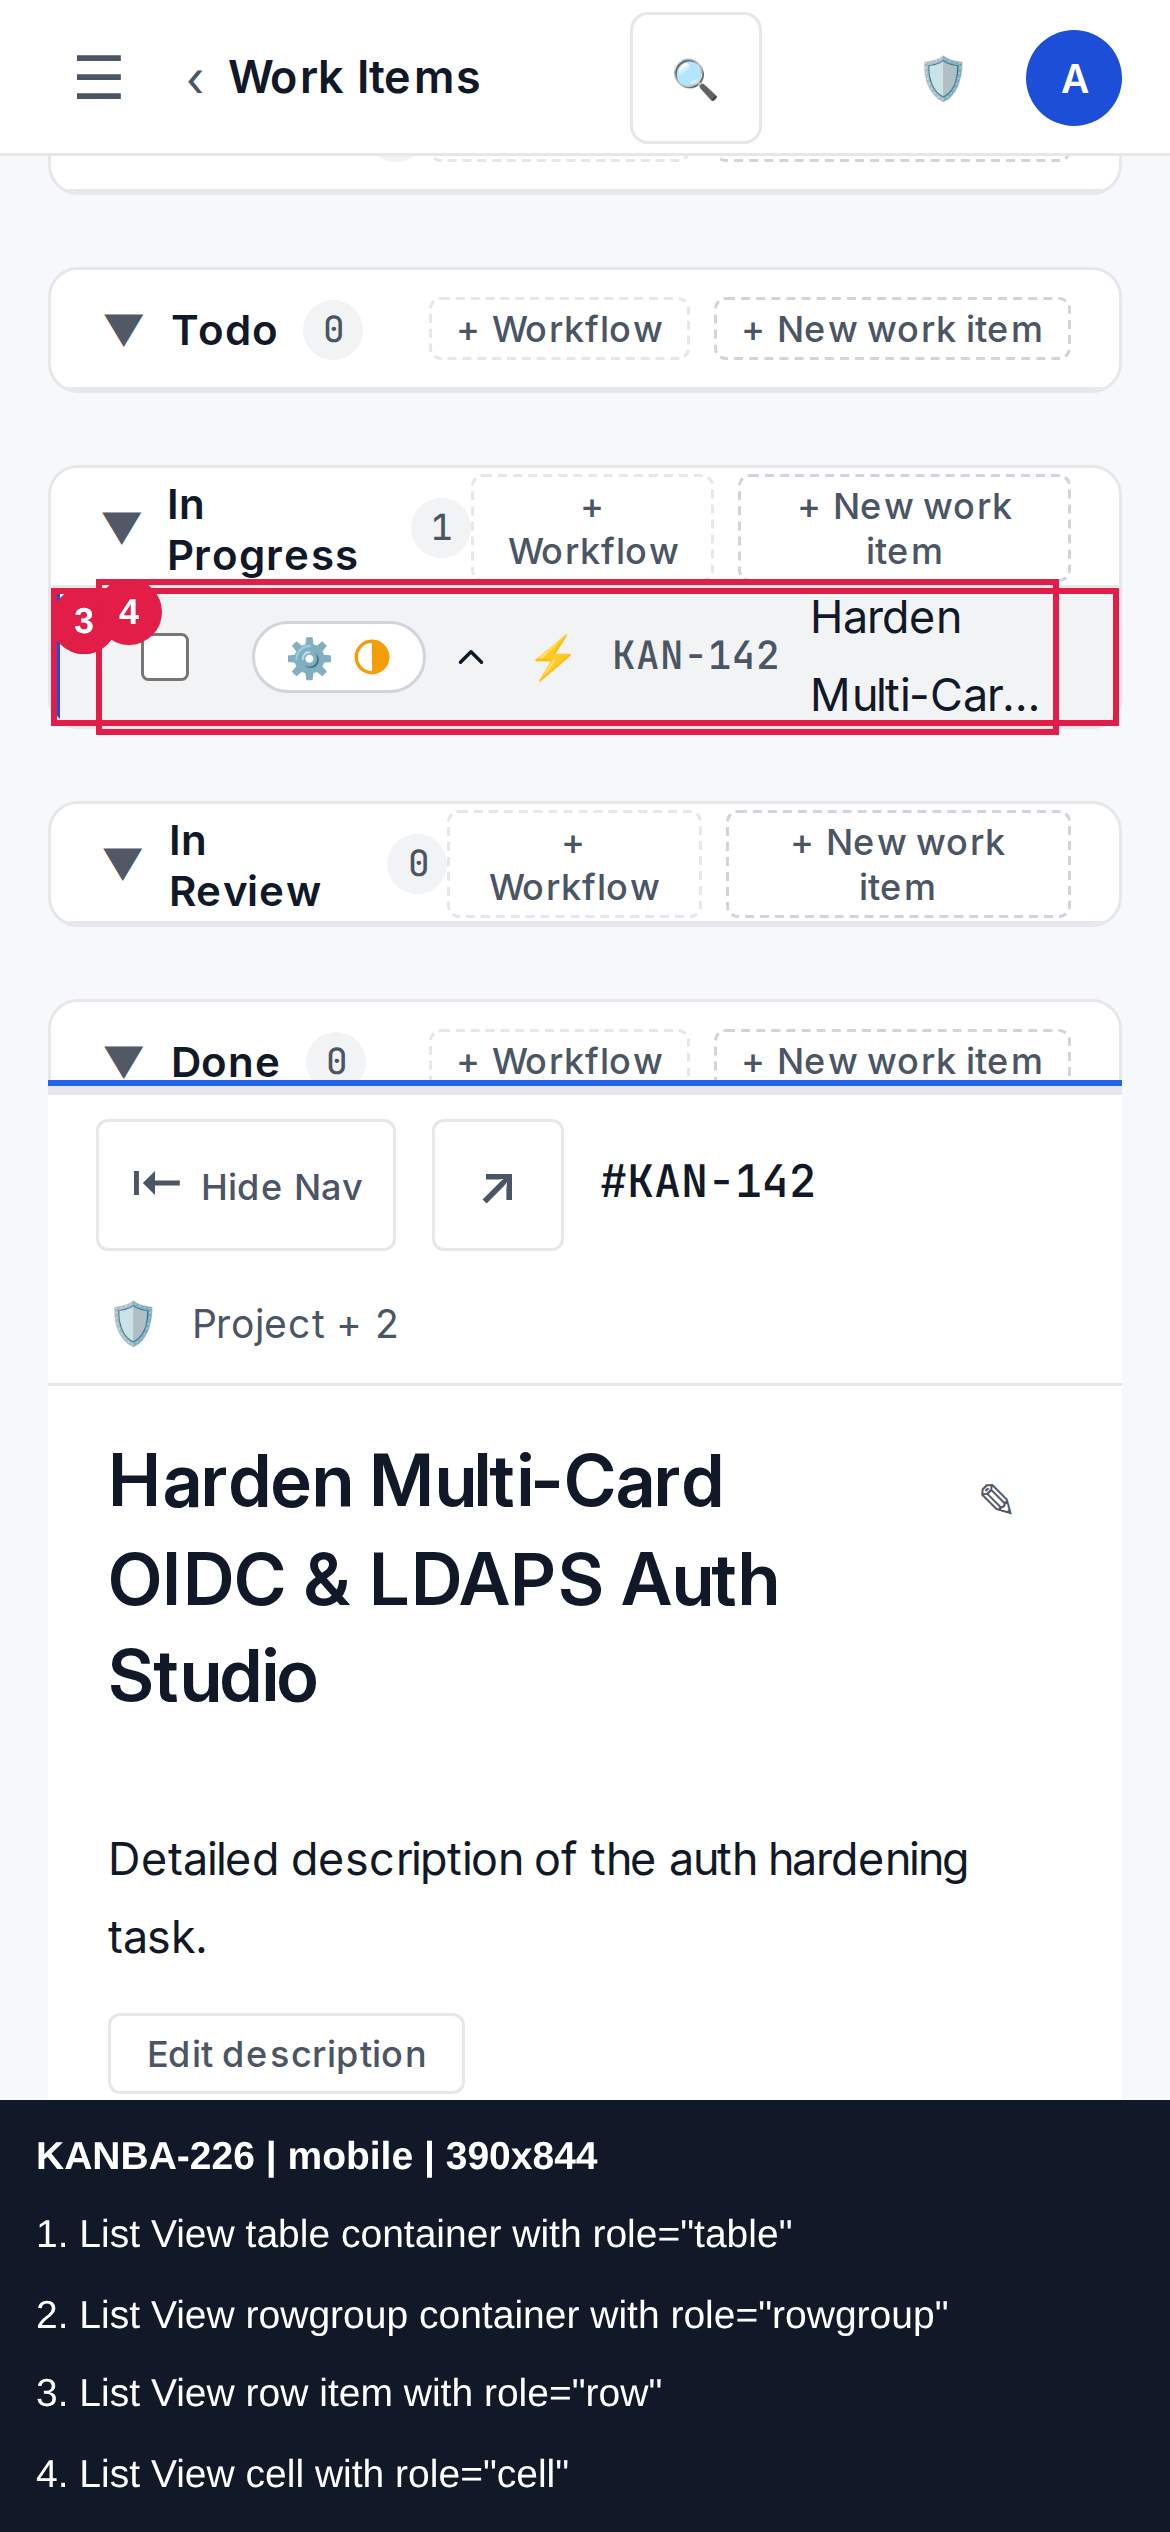 ‹ Work Items
A
Todo 0 + Workflow + New work item
In Progress 1 + Workflow + New work item
3 4
KAN-142 Harden Multi-Car...
In Review 0 + Workflow + New work item
Done 0 + Workflow + New work item
Hide Nav #KAN-142
Project + 2
Harden Multi-Card
OIDC & LDAPS Auth
Studio
Detailed description of the auth hardening
task.
Edit description
KANBA-226 | mobile | 390x844
1. List View table container with role="table"
2. List View rowgroup container with role="rowgroup"
3. List View row item with role="row"
4. List View cell with role="cell"